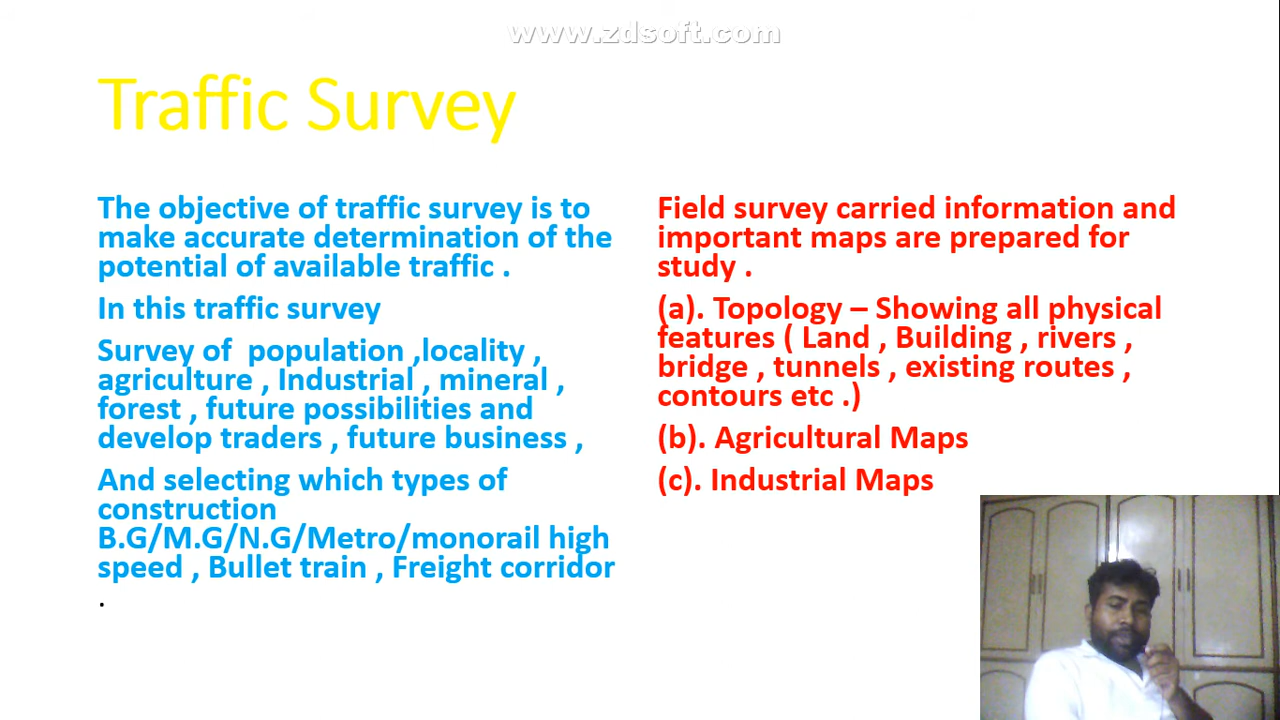 www.zdsoft.com
Traffic Survey
The objective of traffic survey is to
make accurate determination of the
potential of available traffic .
In this traffic survey
Survey of  population ,locality ,
agriculture , Industrial , mineral ,
forest , future possibilities and
develop traders , future business ,
And selecting which types of
construction
B.G/M.G/N.G/Metro/monorail high
speed , Bullet train , Freight corridor
.
Field survey carried information and
important maps are prepared for
study .
(a). Topology – Showing all physical
features ( Land , Building , rivers ,
bridge , tunnels , existing routes ,
contours etc .)
(b). Agricultural Maps
(c). Industrial Maps